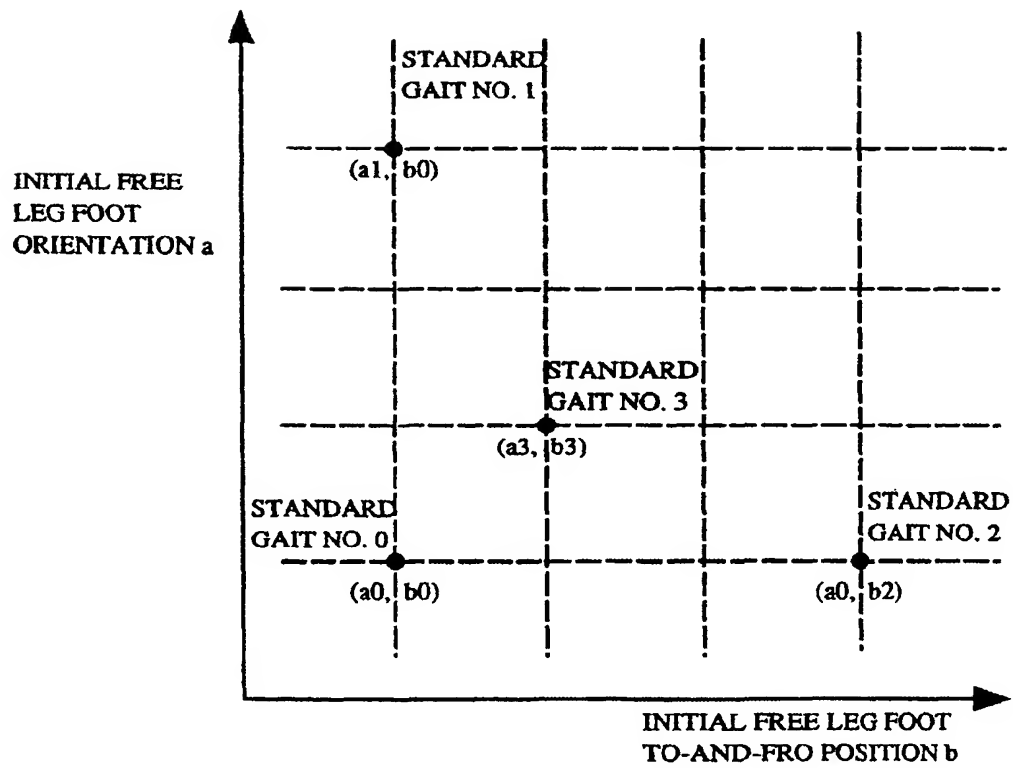 STANDARD
GAIT NO. 1
(a1, b0)
INITIAL FREE
LEG FOOT
ORIENTATION a
STANDARD
GAIT NO. 3
(a3, b3)
STANDARD
GAIT NO. 0
(a0, b0)
STANDARD
GAIT NO. 2
(a0, b2)
INITIAL FREE LEG FOOT
TO-AND-FRO POSITION b